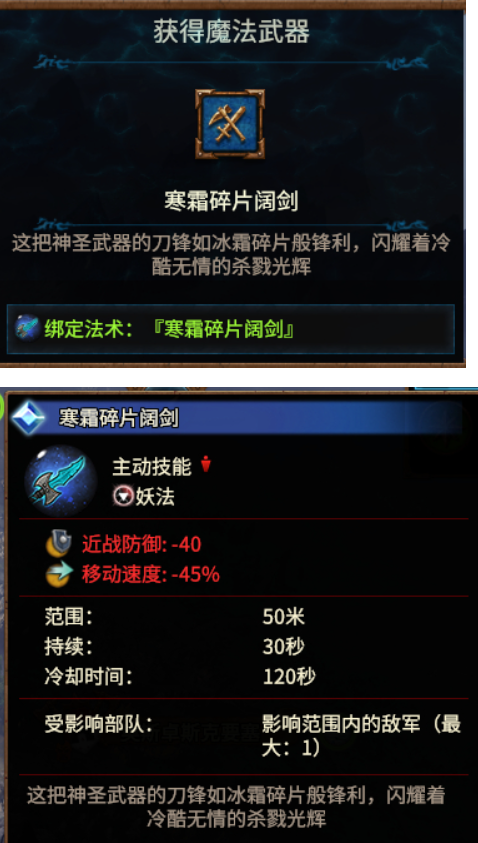 获得魔法武器
寒霜碎片阔剑
这把神圣武器的刀锋如冰霜碎片般锋利，闪耀着冷
酷无情的杀戮光辉
绑定法术：『寒霜碎片阔剑』
寒霜碎片阔剑
主动技能
妖法
近战防御: -40
移动速度: -45%
范围: 50米
持续: 30秒
冷却时间: 120秒
受影响部队: 影响范围内的敌军（最
大：1）
这把神圣武器的刀锋如冰霜碎片般锋利，闪耀着
冷酷无情的杀戮光辉